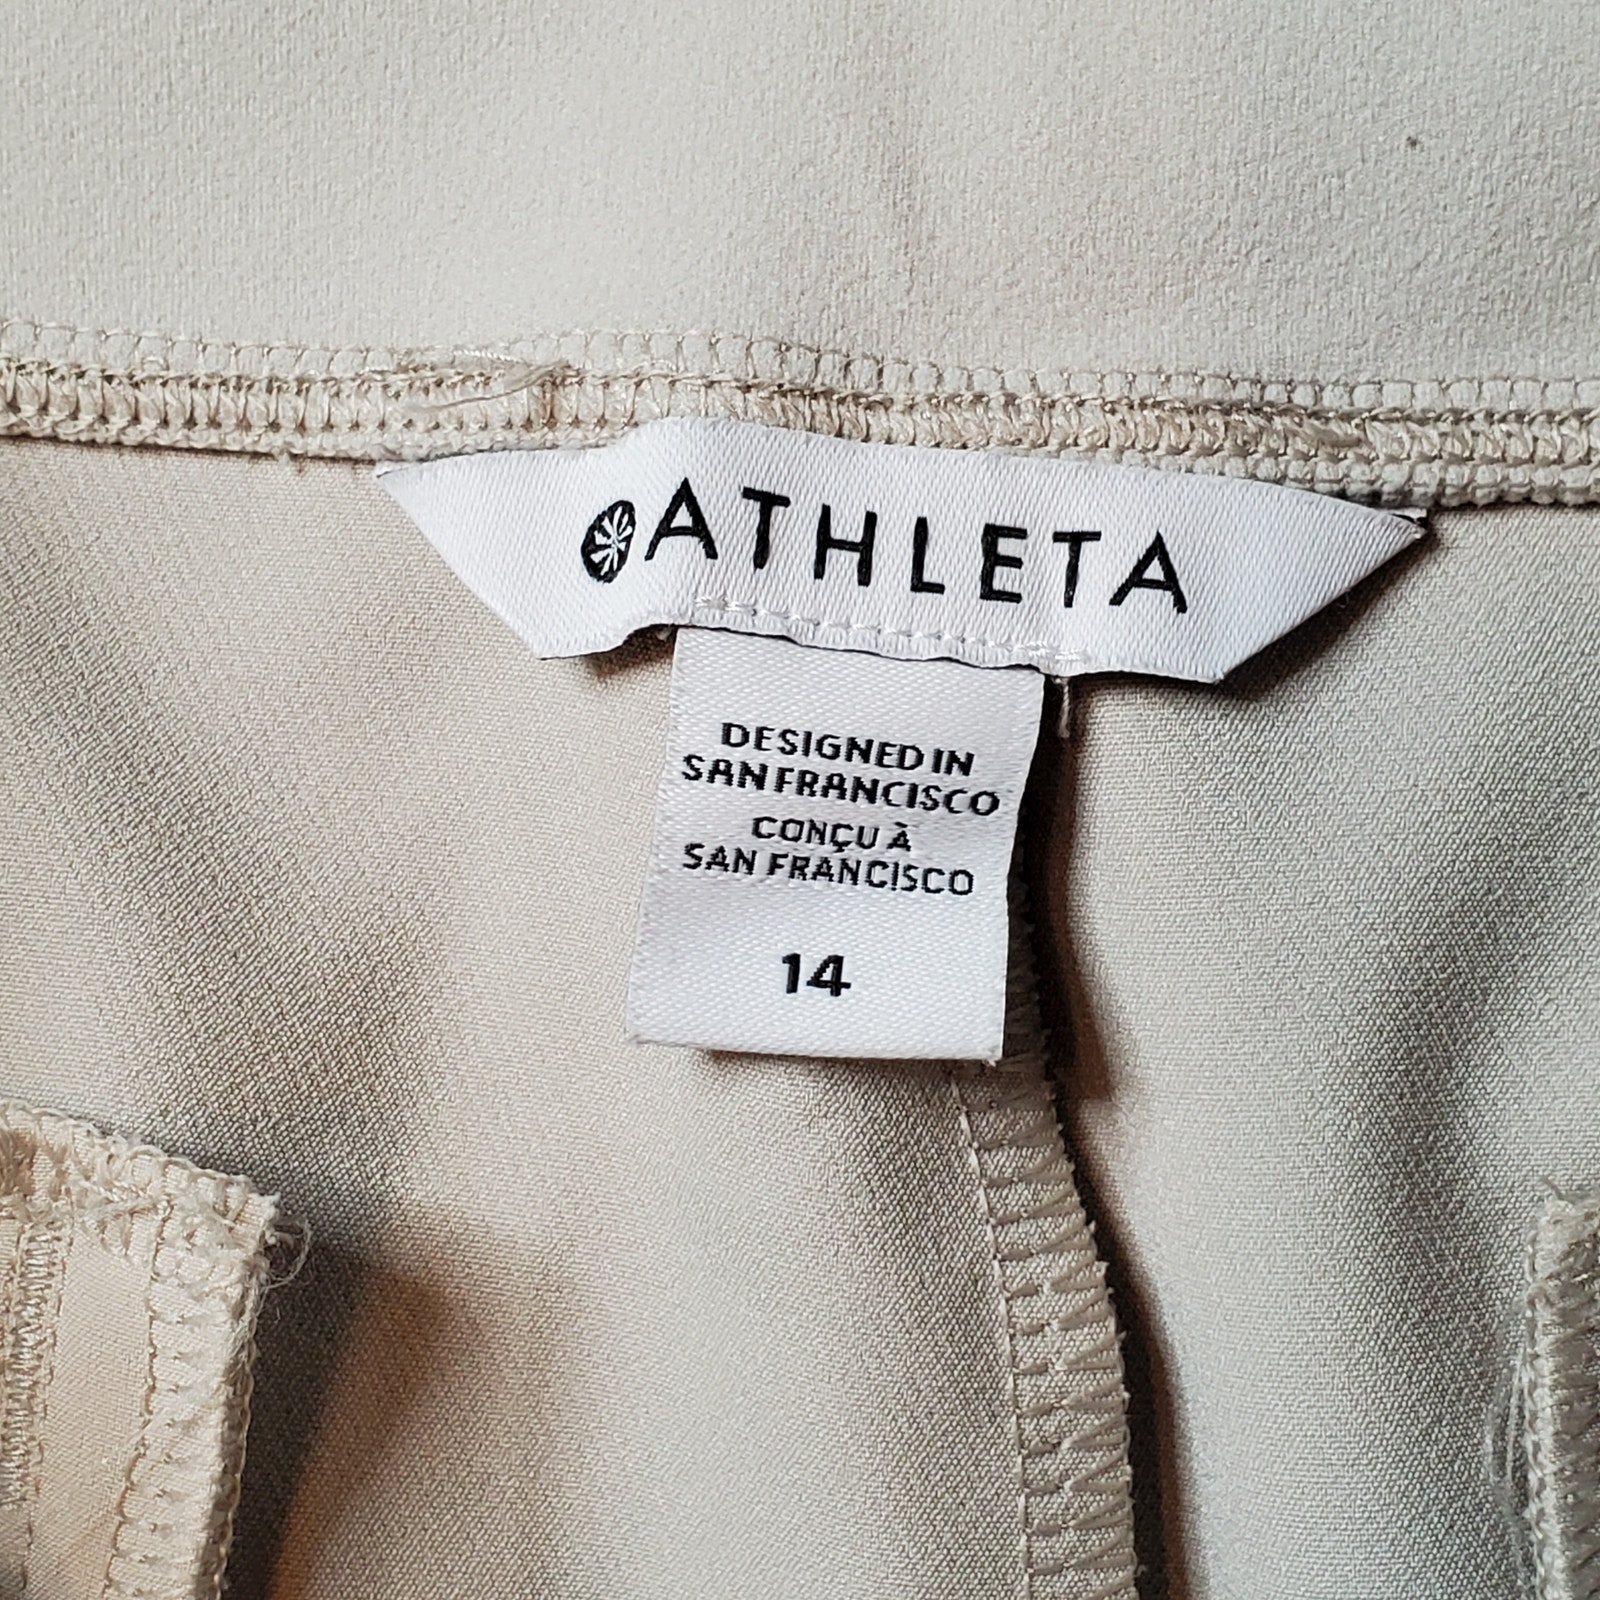 ATHLETA
DESIGNED IN
SAN FRANCISCO
CONÇU À
SAN FRANCISCO
14